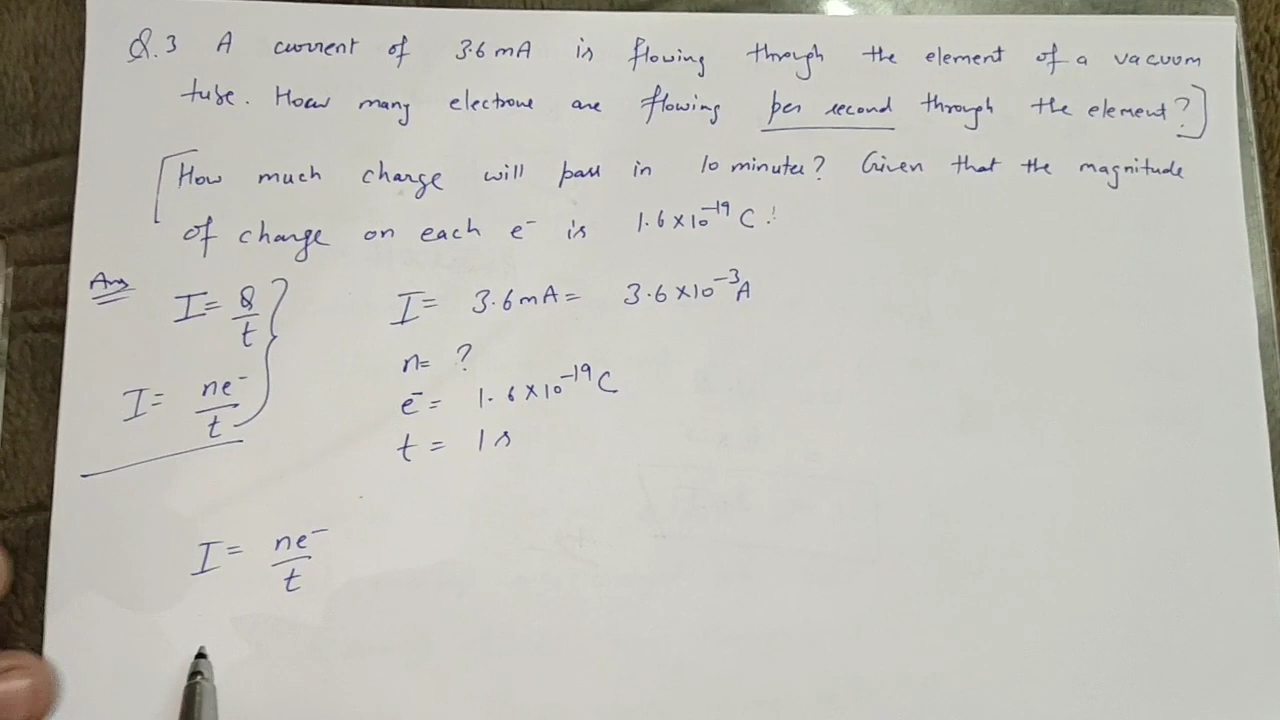 Q.3 A current of 3.6 mA is flowing through the element of a vacuum
tube. How many electrons are flowing per second through the element?]
[How much charge will pass in 10 minutes? Given that the magnitude
of charge on each e⁻ is 1.6×10⁻¹⁹ C.
Ans
I = Q/t
I = ne⁻/t
I = 3.6 mA = 3.6×10⁻³ A
n = ?
e⁻ = 1.6×10⁻¹⁹ C
t = 1 s
I = ne⁻/t